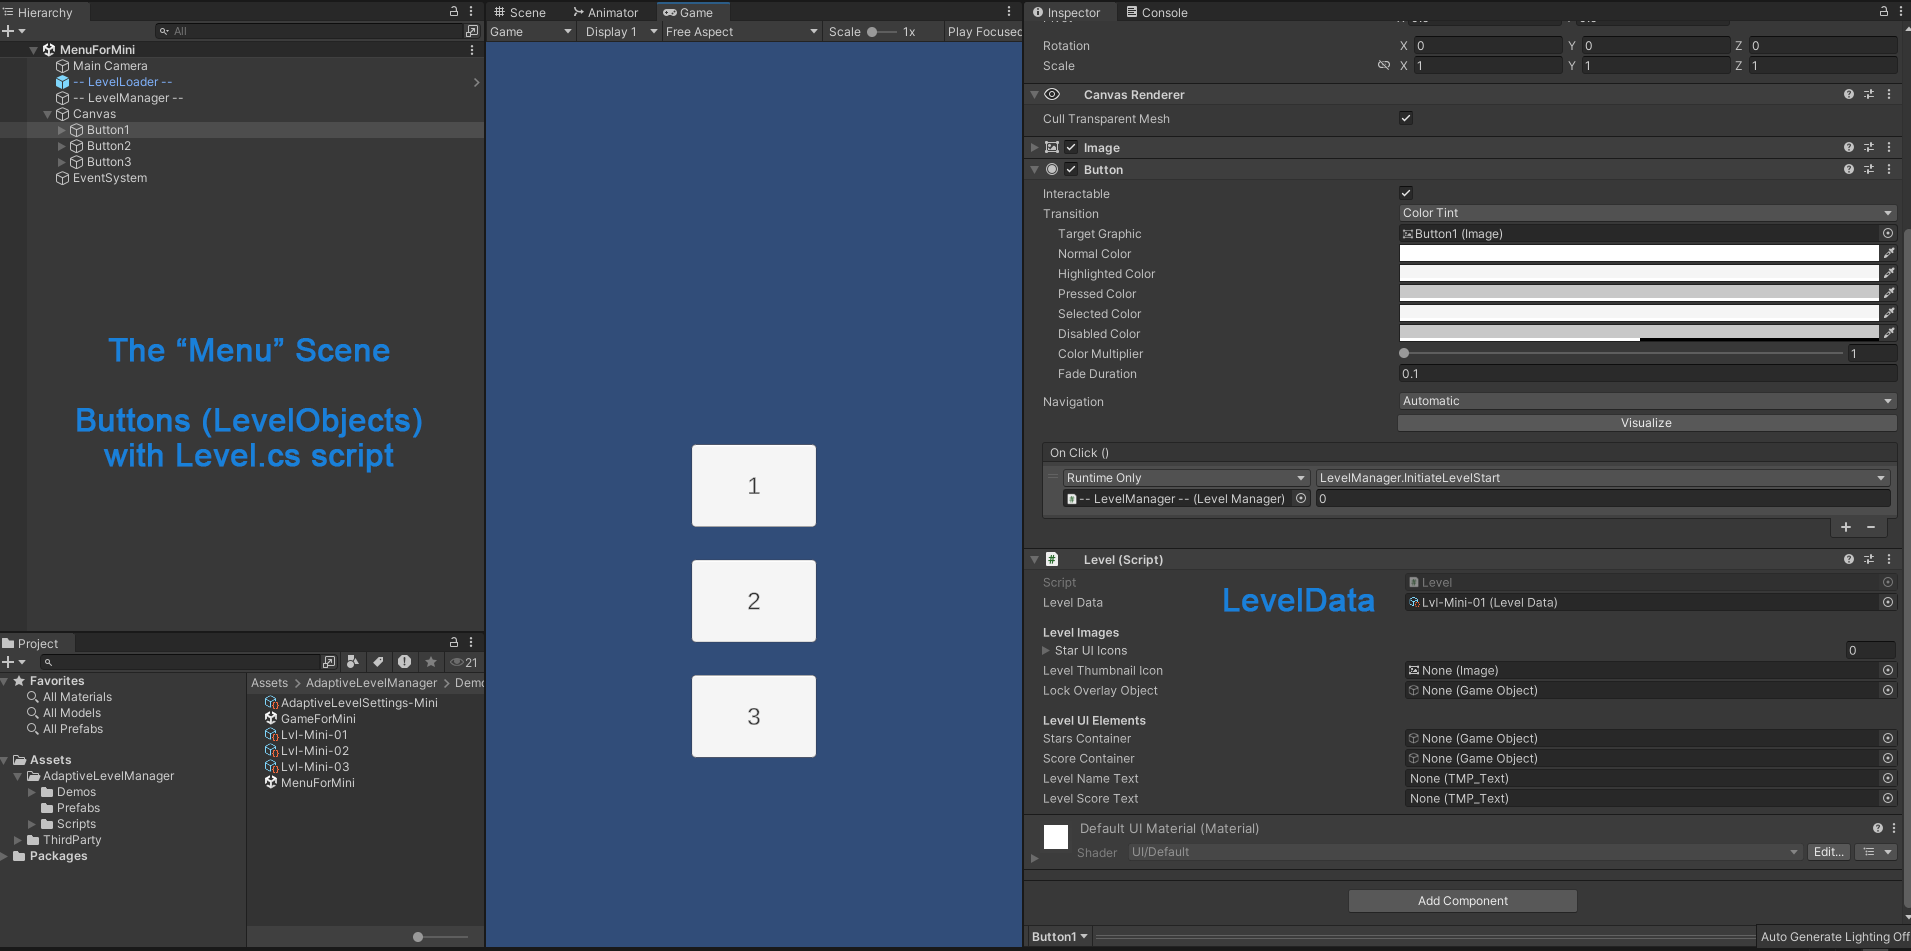 Hierarchy
All
MenuForMini
Main Camera
-- LevelLoader --
-- LevelManager --
Canvas
Button1
Button2
Button3
EventSystem
The “Menu” Scene
Buttons (LevelObjects)
with Level.cs script
Project
21
Favorites
All Materials
All Models
All Prefabs
Assets
AdaptiveLevelManager
Demos
Prefabs
Scripts
ThirdParty
Packages
Assets > AdaptiveLevelManager > Demo
AdaptiveLevelSettings-Mini
GameForMini
Lvl-Mini-01
Lvl-Mini-02
Lvl-Mini-03
MenuForMini
Scene Animator Game
Game Display 1 Free Aspect Scale 1x Play Focused
1
2
3
Inspector Console
Rotation X 0 Y 0 Z 0
Scale X 1 Y 1 Z 1
Canvas Renderer
Cull Transparent Mesh
Image
Button
Interactable
Transition Color Tint
Target Graphic Button1 (Image)
Normal Color
Highlighted Color
Pressed Color
Selected Color
Disabled Color
Color Multiplier 1
Fade Duration 0.1
Navigation Automatic
Visualize
On Click ()
Runtime Only LevelManager.InitiateLevelStart
-- LevelManager -- (Level Manager) 0
Level (Script)
Script Level
LevelData
Level Data Lvl-Mini-01 (Level Data)
Level Images
Star UI Icons 0
Level Thumbnail Icon None (Image)
Lock Overlay Object None (Game Object)
Level UI Elements
Stars Container None (Game Object)
Score Container None (Game Object)
Level Name Text None (TMP_Text)
Level Score Text None (TMP_Text)
Default UI Material (Material)
Shader UI/Default Edit...
Add Component
Button1
Auto Generate Lighting Off